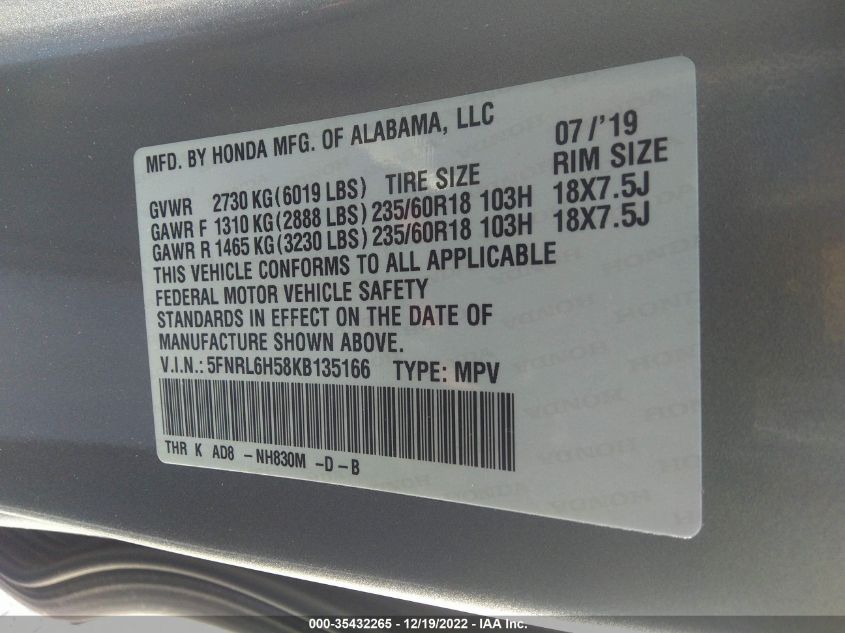 MFD. BY HONDA MFG. OF ALABAMA, LLC 07/'19
GVWR 2730 KG(6019 LBS) TIRE SIZE RIM SIZE
GAWR F 1310 KG(2888 LBS) 235/60R18 103H 18X7.5J
GAWR R 1465 KG(3230 LBS) 235/60R18 103H 18X7.5J
THIS VEHICLE CONFORMS TO ALL APPLICABLE
FEDERAL MOTOR VEHICLE SAFETY
STANDARDS IN EFFECT ON THE DATE OF
MANUFACTURE SHOWN ABOVE.
V.I.N.: 5FNRL6H58KB135166 TYPE: MPV
THR K AD8 -NH830M -D-B
000-35432265 - 12/19/2022 - IAA Inc.